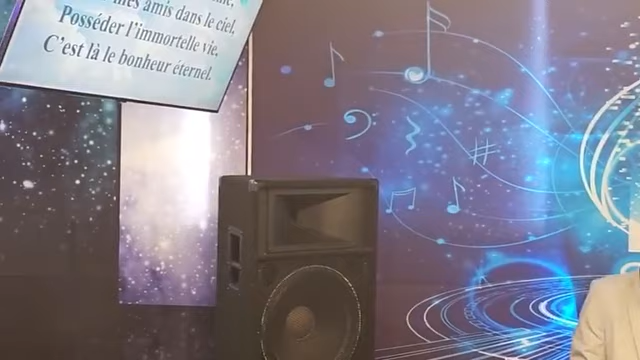 mes amis dans le ciel,
Posséder l'immortelle vie,
C'est là le bonheur éternel.